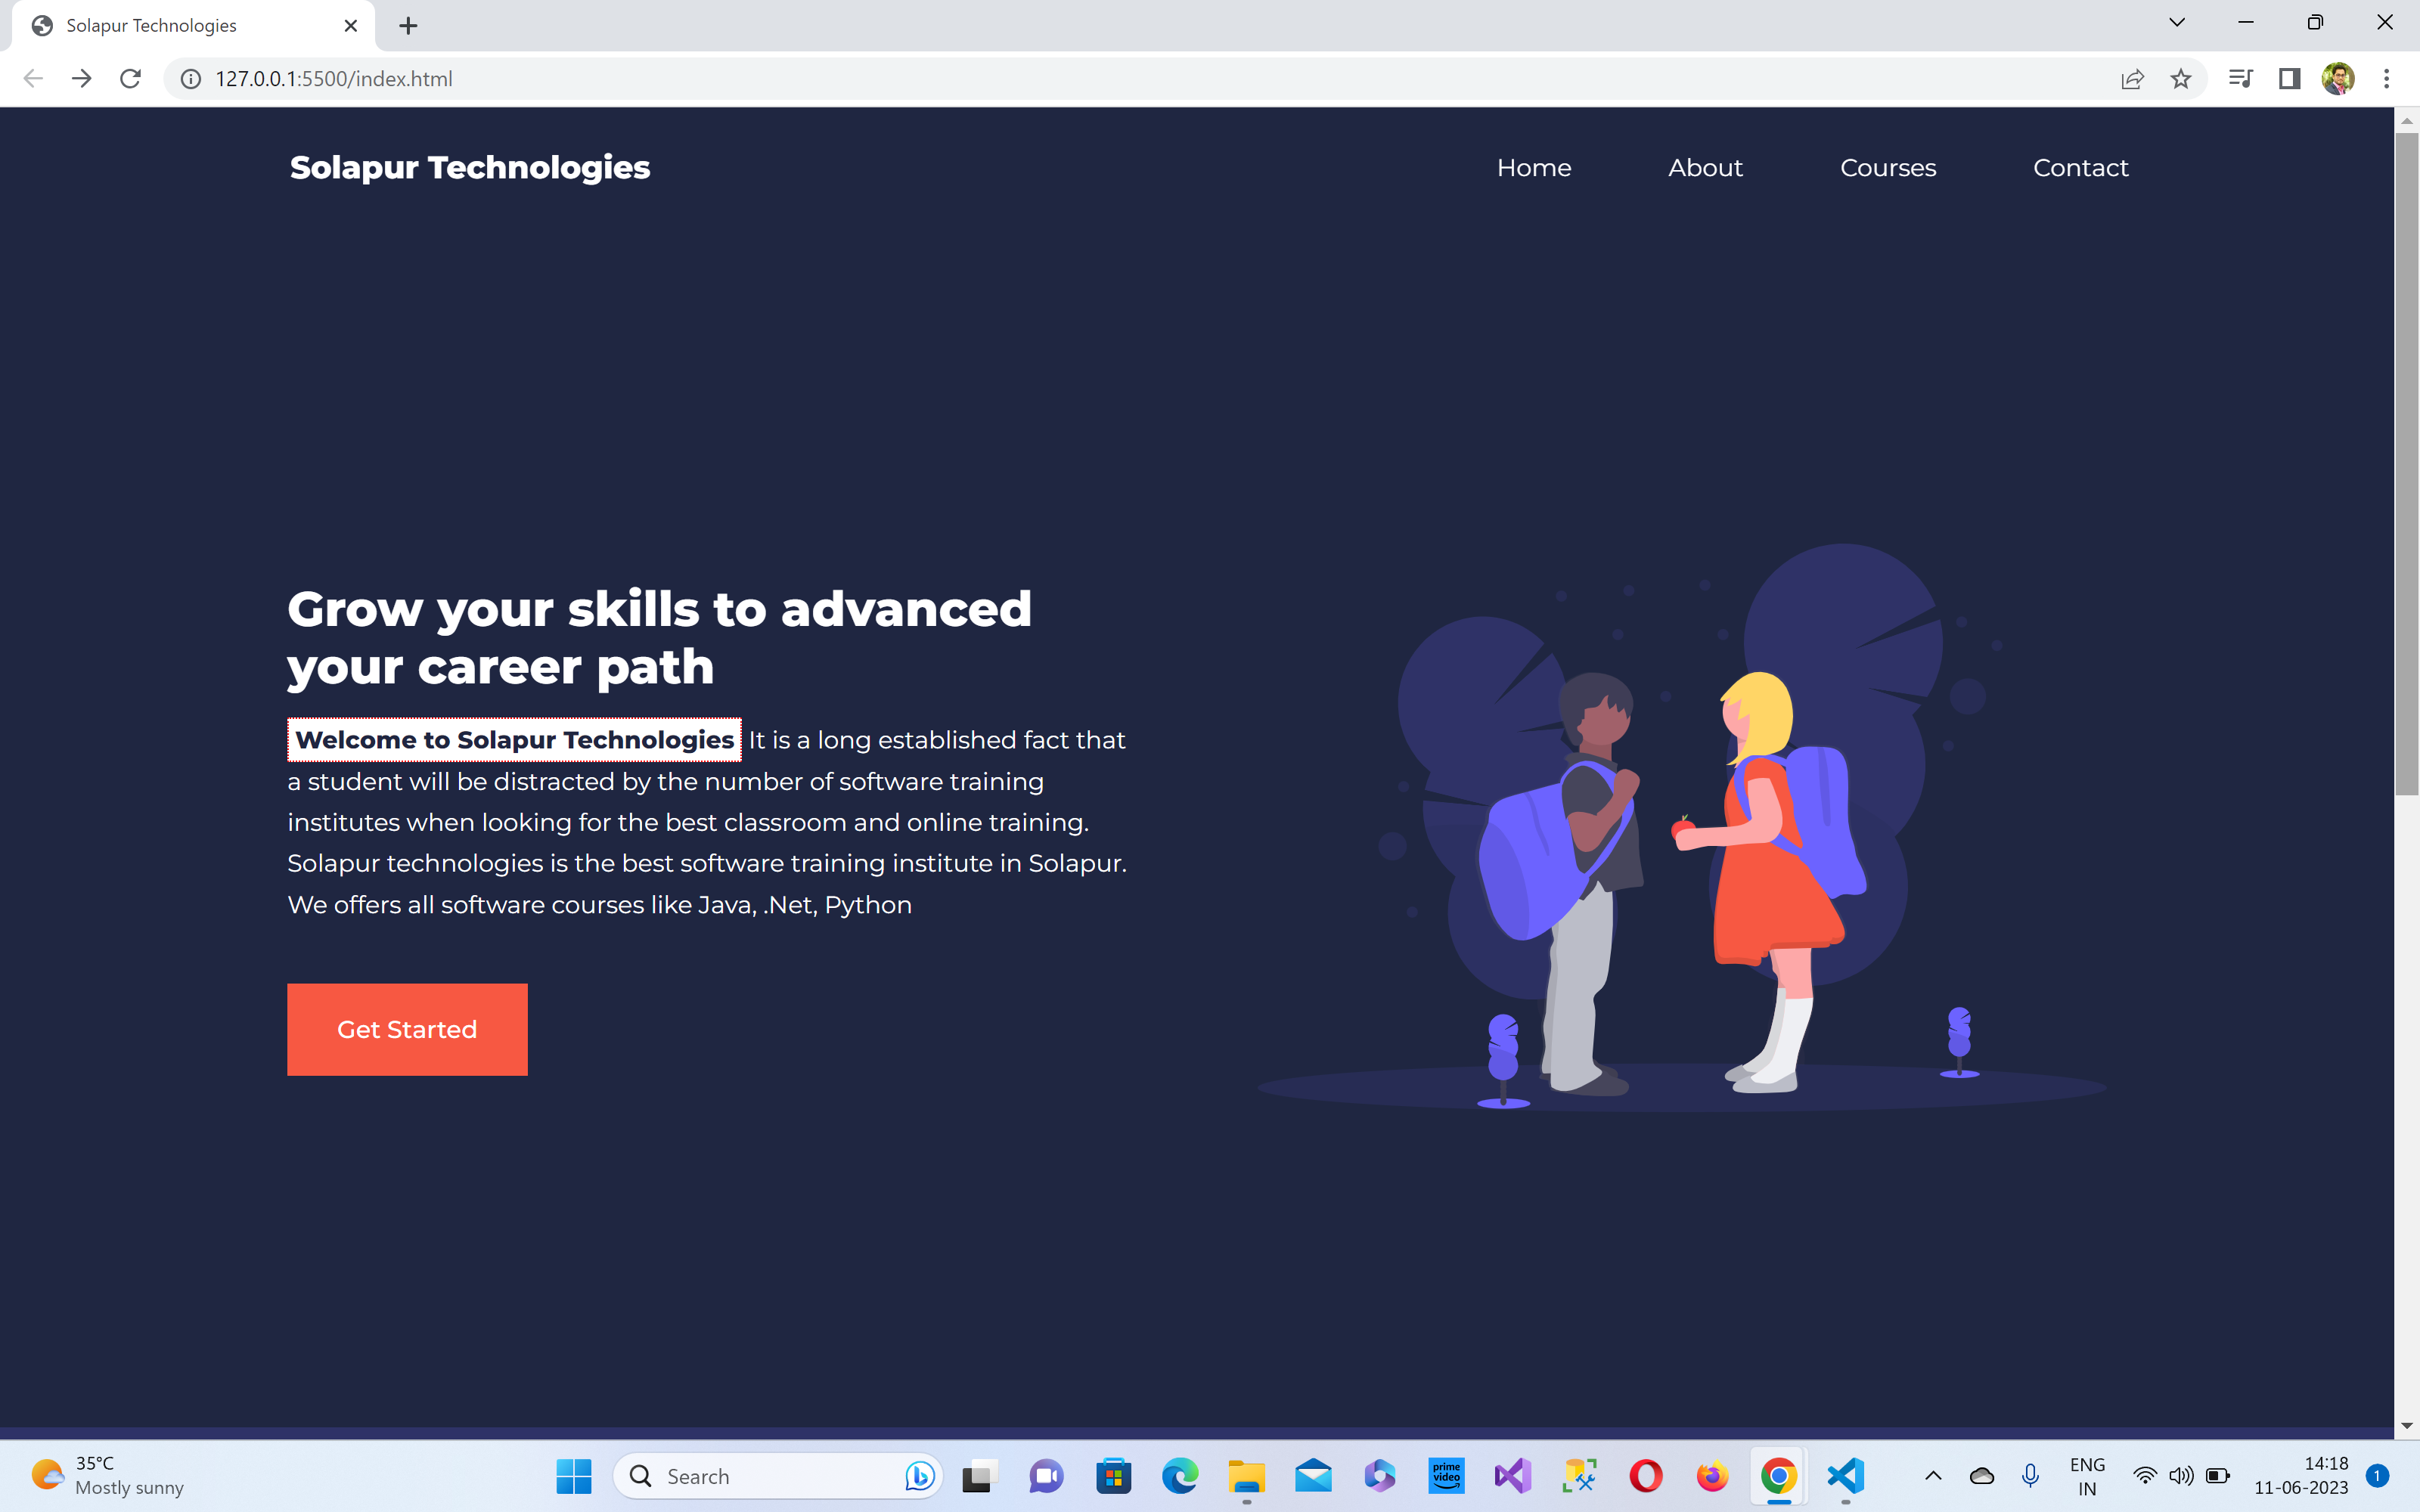 Solapur Technologies
127.0.0.1:5500/index.html
Solapur Technologies
Home About Courses Contact
Grow your skills to advanced
your career path
Welcome to Solapur Technologies It is a long established fact that
a student will be distracted by the number of software training
institutes when looking for the best classroom and online training.
Solapur technologies is the best software training institute in Solapur.
We offers all software courses like Java, .Net, Python
Get Started
35°C
Mostly sunny
Search
prime
video
ENG
IN
14:18
11-06-2023
1